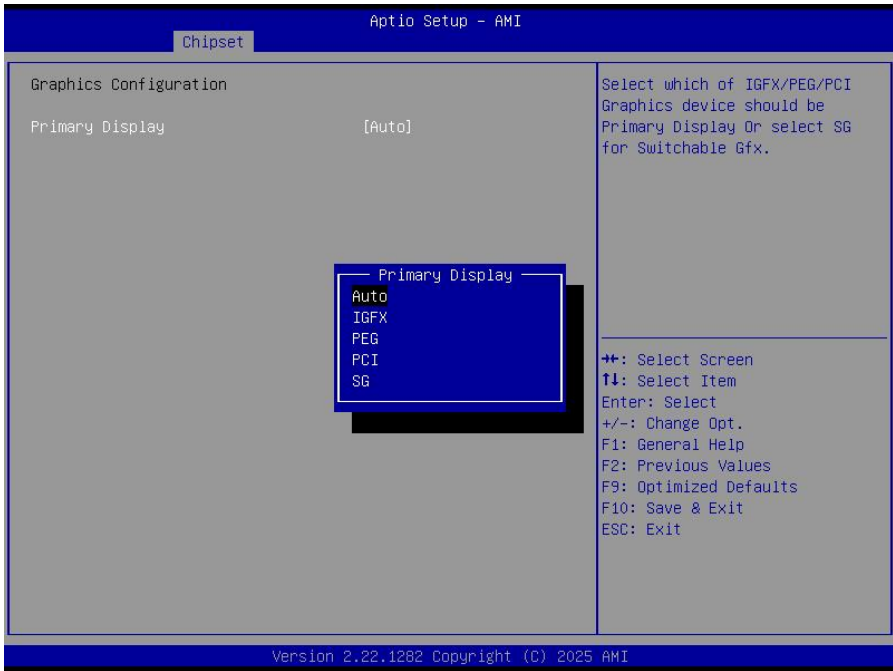 Aptio Setup - AMI
Chipset
Graphics Configuration
Primary Display [Auto]
Select which of IGFX/PEG/PCI
Graphics device should be
Primary Display Or select SG
for Switchable Gfx.
Primary Display
Auto
IGFX
PEG
PCI
SG
→←: Select Screen
↑↓: Select Item
Enter: Select
+/-: Change Opt.
F1: General Help
F2: Previous Values
F9: Optimized Defaults
F10: Save & Exit
ESC: Exit
Version 2.22.1282 Copyright (C) 2025 AMI